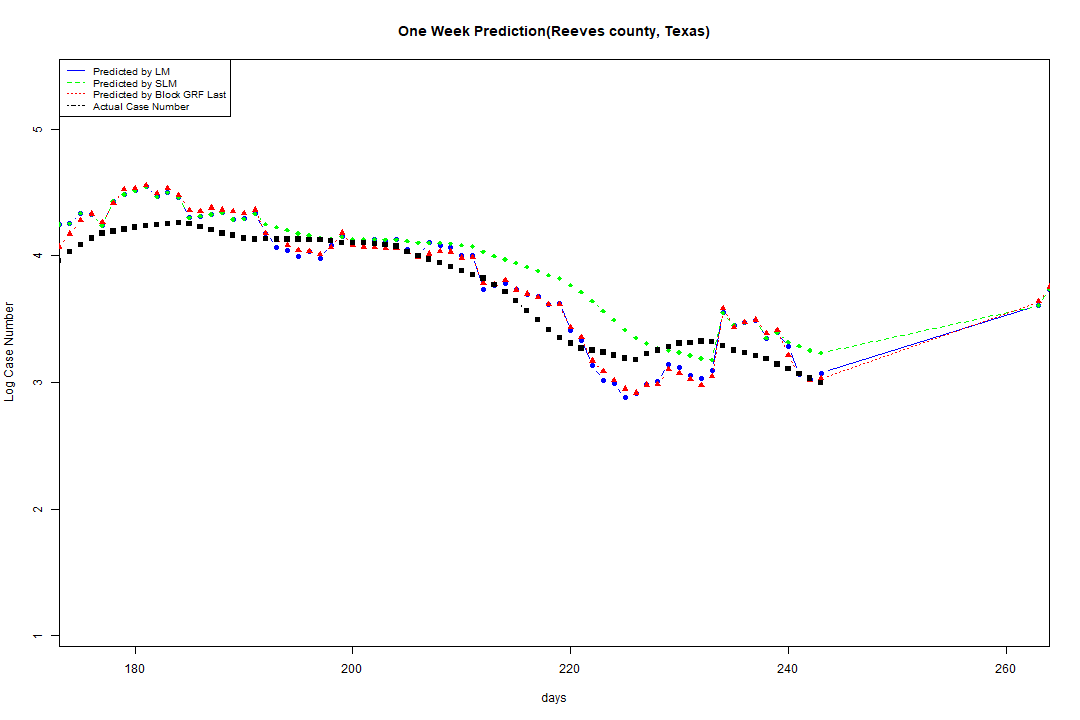 One Week Prediction(Reeves county, Texas)
Predicted by LM
Predicted by SLM
Predicted by Block GRF Last
Actual Case Number
5
4
3
2
1
Log Case Number
180 200 220 240 260
days